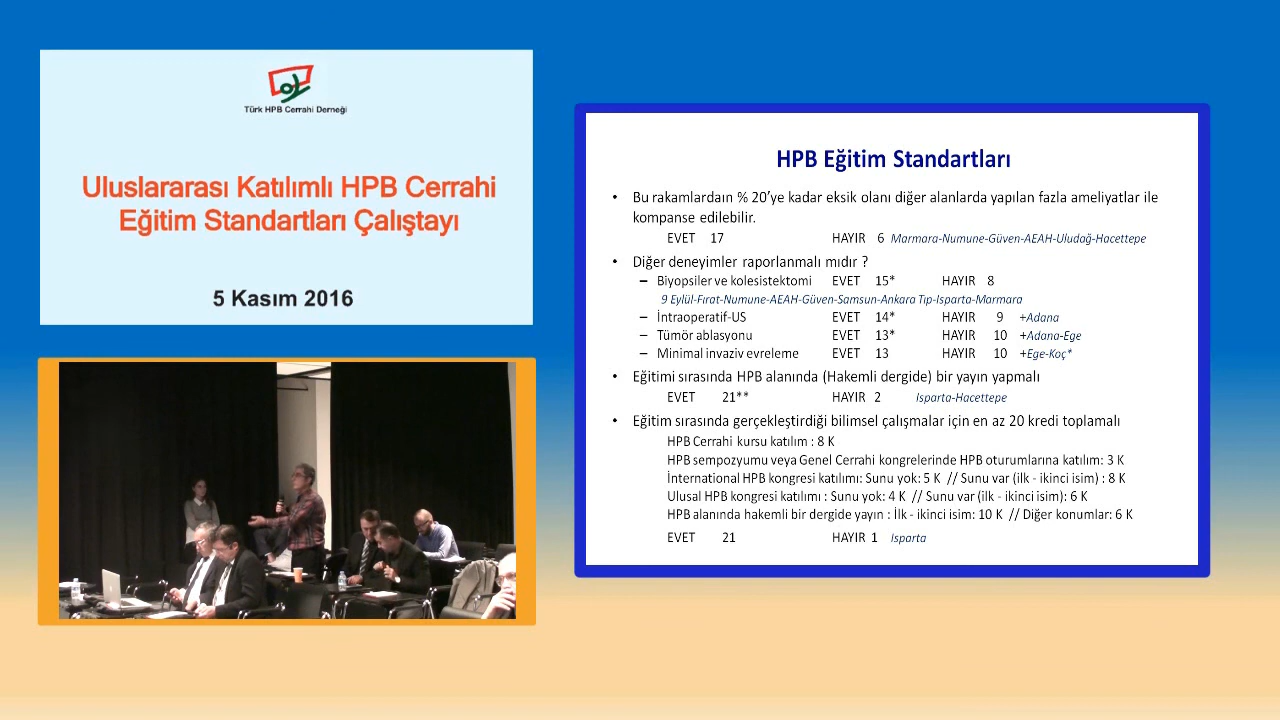 Türk HPB Cerrahi Derneği
Uluslararası Katılımlı HPB Cerrahi
Eğitim Standartları Çalıştayı
5 Kasım 2016
HPB Eğitim Standartları
• Bu rakamlardaın % 20’ye kadar eksik olanı diğer alanlarda yapılan fazla ameliyatlar ile
kompanse edilebilir.
EVET 17 HAYIR 6 Marmara-Numune-Güven-AEAH-Uludağ-Hacettepe
• Diğer deneyimler raporlanmalı mıdır ?
– Biyopsiler ve kolesistektomi EVET 15* HAYIR 8
9 Eylül-Fırat-Numune-AEAH-Güven-Samsun-Ankara Tıp-Isparta-Marmara
– İntraoperatif-US EVET 14* HAYIR 9 +Adana
– Tümör ablasyonu EVET 13* HAYIR 10 +Adana-Ege
– Minimal invaziv evreleme EVET 13 HAYIR 10 +Ege-Koç*
• Eğitimi sırasında HPB alanında (Hakemli dergide) bir yayın yapmalı
EVET 21** HAYIR 2 Isparta-Hacettepe
• Eğitim sırasında gerçekleştirdiği bilimsel çalışmalar için en az 20 kredi toplamalı
HPB Cerrahi kursu katılım : 8 K
HPB sempozyumu veya Genel Cerrahi kongrelerinde HPB oturumlarına katılım: 3 K
İnternational HPB kongresi katılımı: Sunu yok: 5 K // Sunu var (ilk - ikinci isim) : 8 K
Ulusal HPB kongresi katılımı : Sunu yok: 4 K // Sunu var (ilk - ikinci isim): 6 K
HPB alanında hakemli bir dergide yayın : İlk - ikinci isim: 10 K // Diğer konumlar: 6 K
EVET 21 HAYIR 1 Isparta